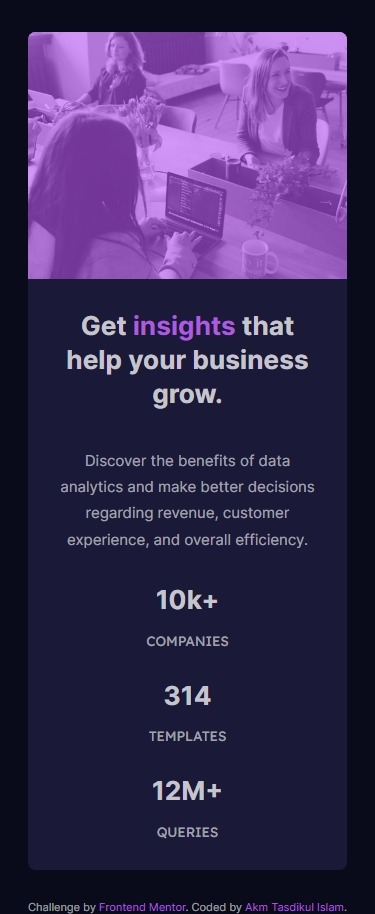 Get insights that
help your business
grow.
Discover the benefits of data
analytics and make better decisions
regarding revenue, customer
experience, and overall efficiency.
10k+
COMPANIES
314
TEMPLATES
12M+
QUERIES
Challenge by Frontend Mentor. Coded by Akm Tasdikul Islam.